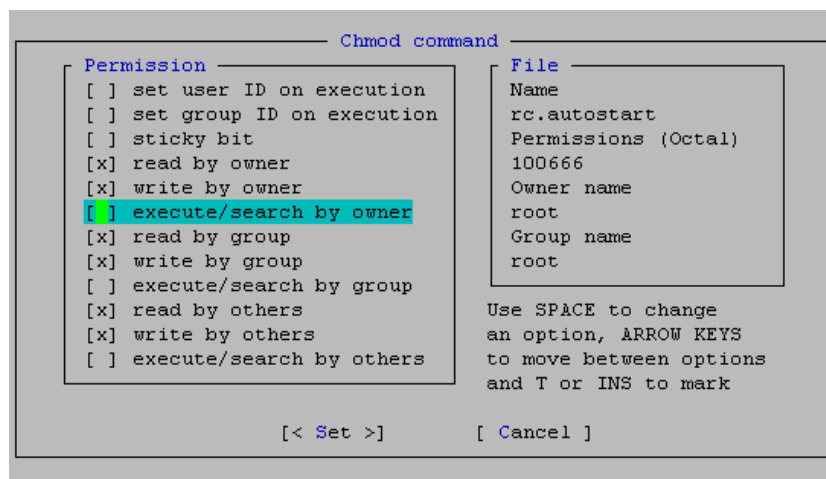 Chmod command
Permission
[ ] set user ID on execution
[ ] set group ID on execution
[ ] sticky bit
[x] read by owner
[x] write by owner
[ ] execute/search by owner
[x] read by group
[x] write by group
[ ] execute/search by group
[x] read by others
[x] write by others
[ ] execute/search by others
File
Name
rc.autostart
Permissions (Octal)
100666
Owner name
root
Group name
root
Use SPACE to change
an option, ARROW KEYS
to move between options
and T or INS to mark
[< Set >] [ Cancel ]